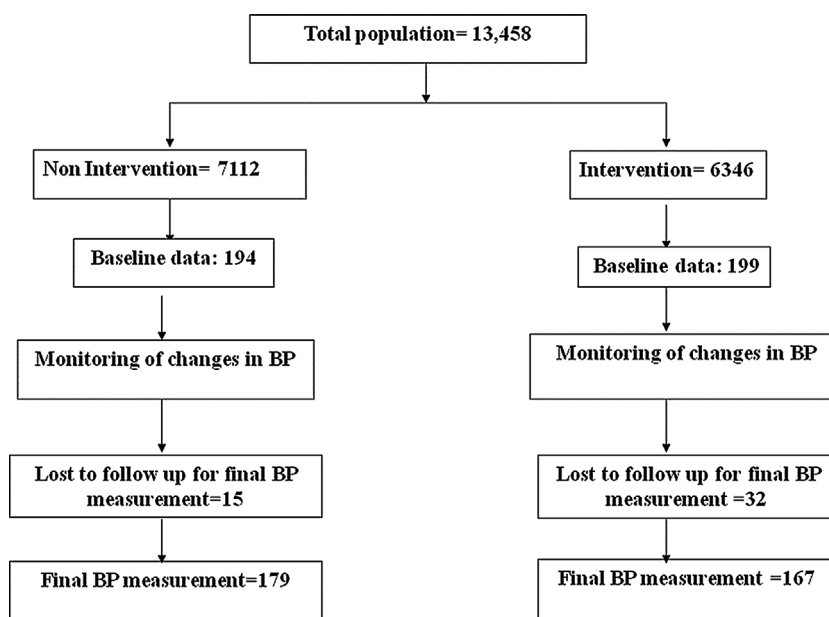 Total population= 13,458
Non Intervention= 7112
Intervention= 6346
Baseline data: 194
Baseline data: 199
Monitoring of changes in BP
Monitoring of changes in BP
Lost to follow up for final BP
measurement=15
Lost to follow up for final BP
measurement =32
Final BP measurement=179
Final BP measurement =167